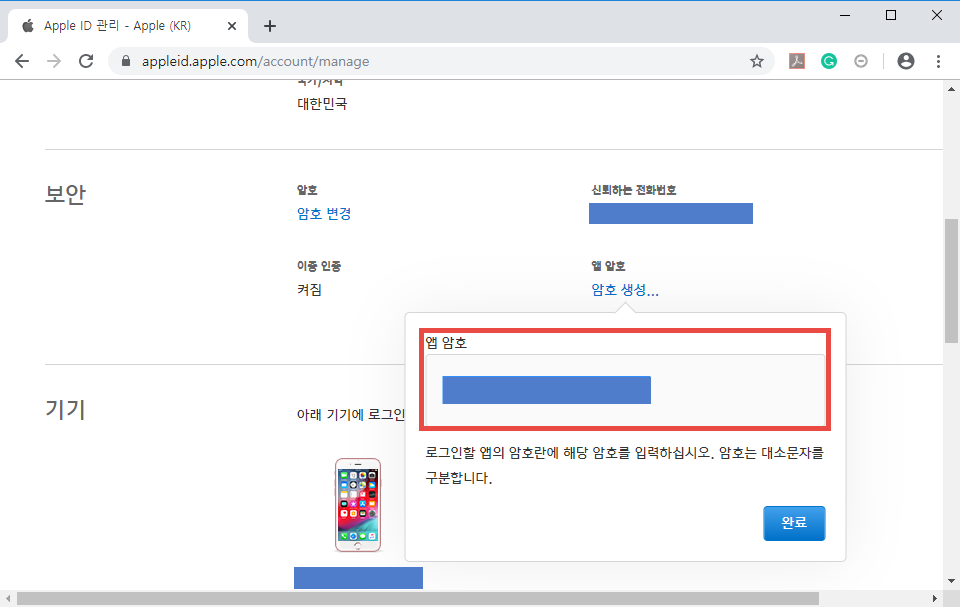 Apple ID 관리 - Apple (KR)
appleid.apple.com/account/manage
국가/지역
대한민국
보안
암호
암호 변경
신뢰하는 전화번호
이중 인증
켜짐
앱 암호
암호 생성...
앱 암호
로그인할 앱의 암호란에 해당 암호를 입력하십시오. 암호는 대소문자를
구분합니다.
완료
기기
아래 기기에 로그인